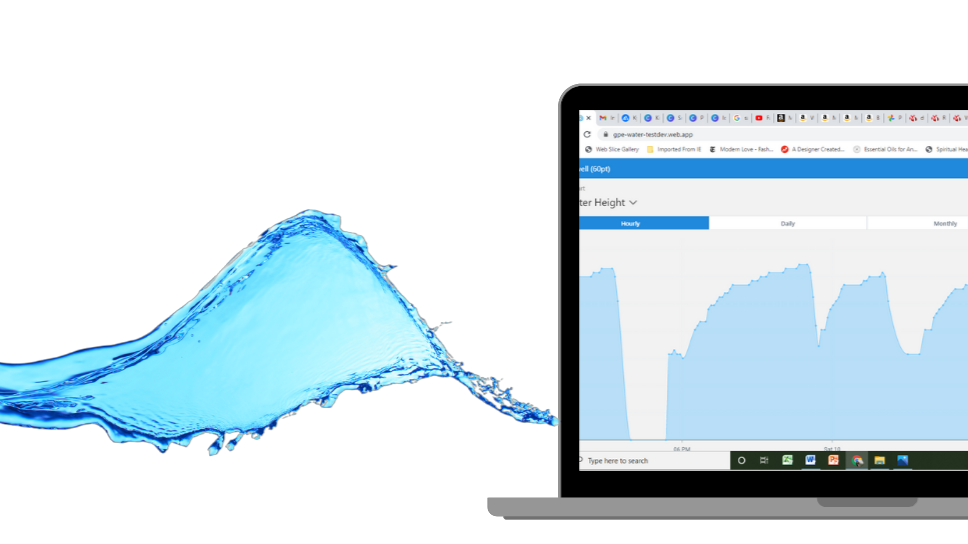 gpe-water-testdev.web.app
Web Slice Gallery Imported From IE Modern Love - Fash... A Designer Created... Essential Oils for An... Spiritual Hea
ell (60pt)
ter Height
Hourly Daily Monthly
06 PM Sat 10
Type here to search